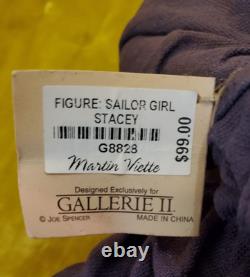 FIGURE: SAILOR GIRL
STACEY
G8828
$99.00
Martin Viette
Designed Exclusively for
GALLERIE II.
© JOE SPENCER
MADE IN CHINA